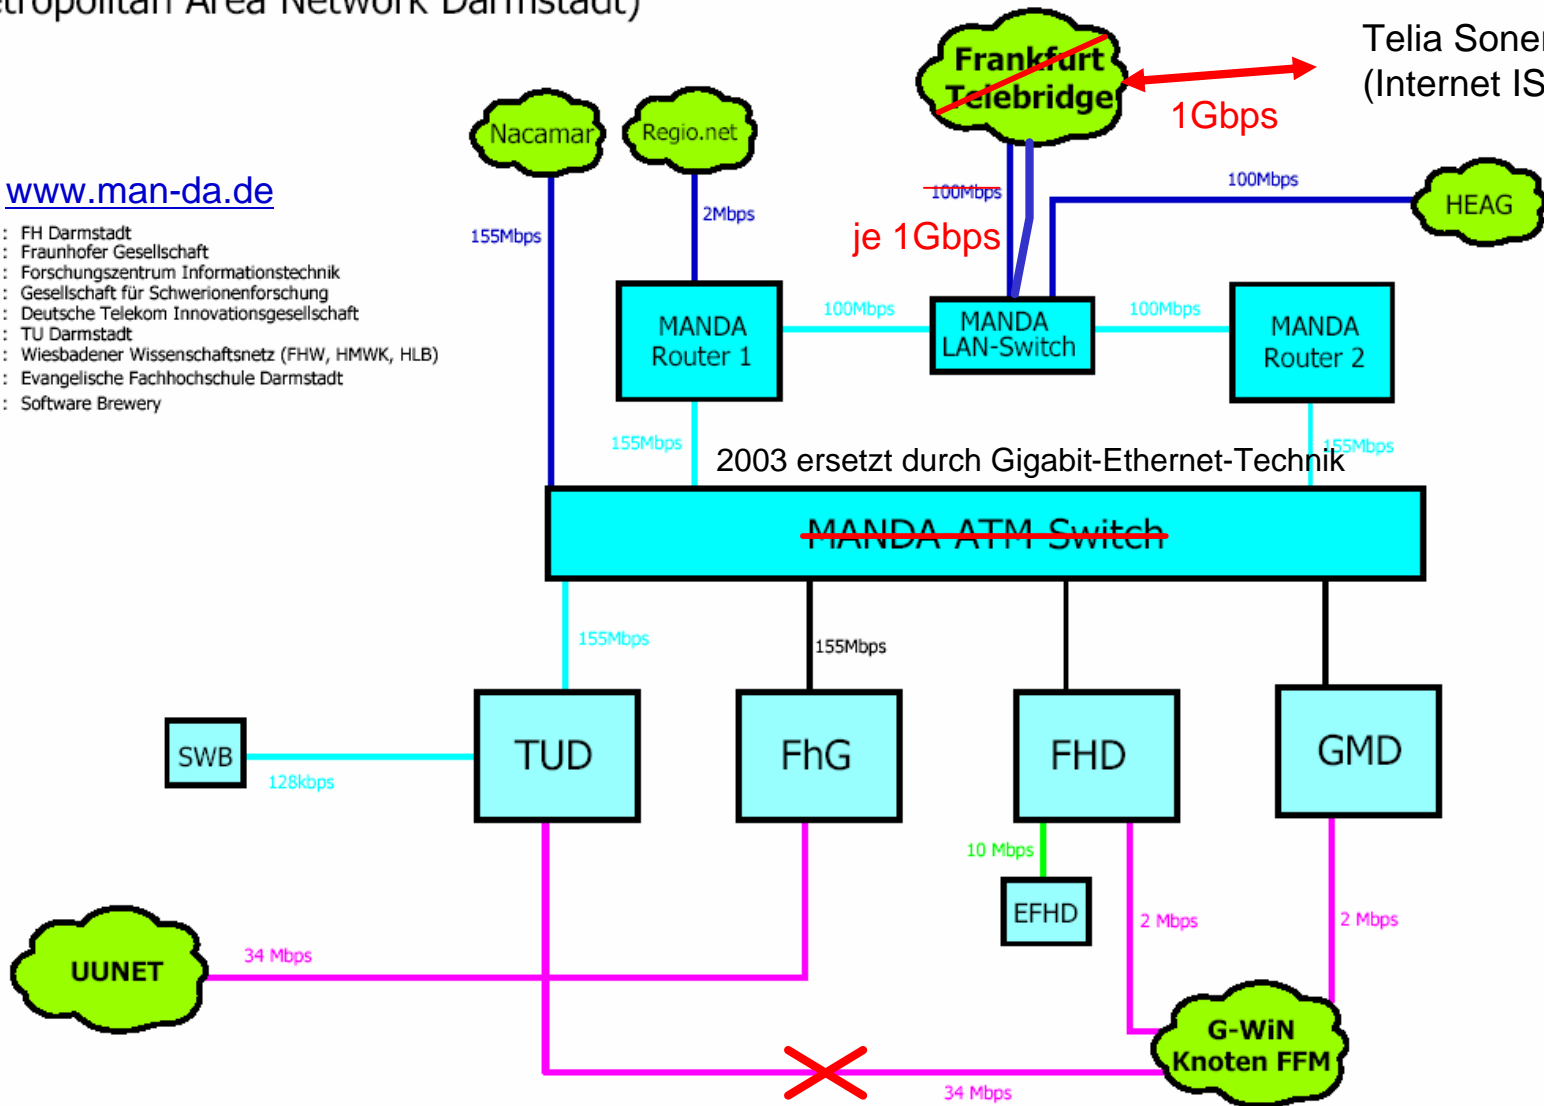 etropolitan Area Network Darmstadt)
Frankfurt
Telebridge
Telia Soner
(Internet IS
1Gbps
Nacamar
Regio.net
www.man-da.de
100Mbps
100Mbps
HEAG
2Mbps
155Mbps
je 1Gbps
: FH Darmstadt
: Fraunhofer Gesellschaft
: Forschungszentrum Informationstechnik
: Gesellschaft für Schwerionenforschung
: Deutsche Telekom Innovationsgesellschaft
: TU Darmstadt
: Wiesbadener Wissenschaftsnetz (FHW, HMWK, HLB)
: Evangelische Fachhochschule Darmstadt
: Software Brewery
MANDA
Router 1
100Mbps
MANDA
LAN-Switch
100Mbps
MANDA
Router 2
155Mbps
155Mbps
2003 ersetzt durch Gigabit-Ethernet-Technik
MANDA ATM Switch
155Mbps
155Mbps
SWB
128kbps
TUD
FhG
FHD
GMD
10 Mbps
EFHD
2 Mbps
2 Mbps
UUNET
34 Mbps
G-WiN
Knoten FFM
34 Mbps